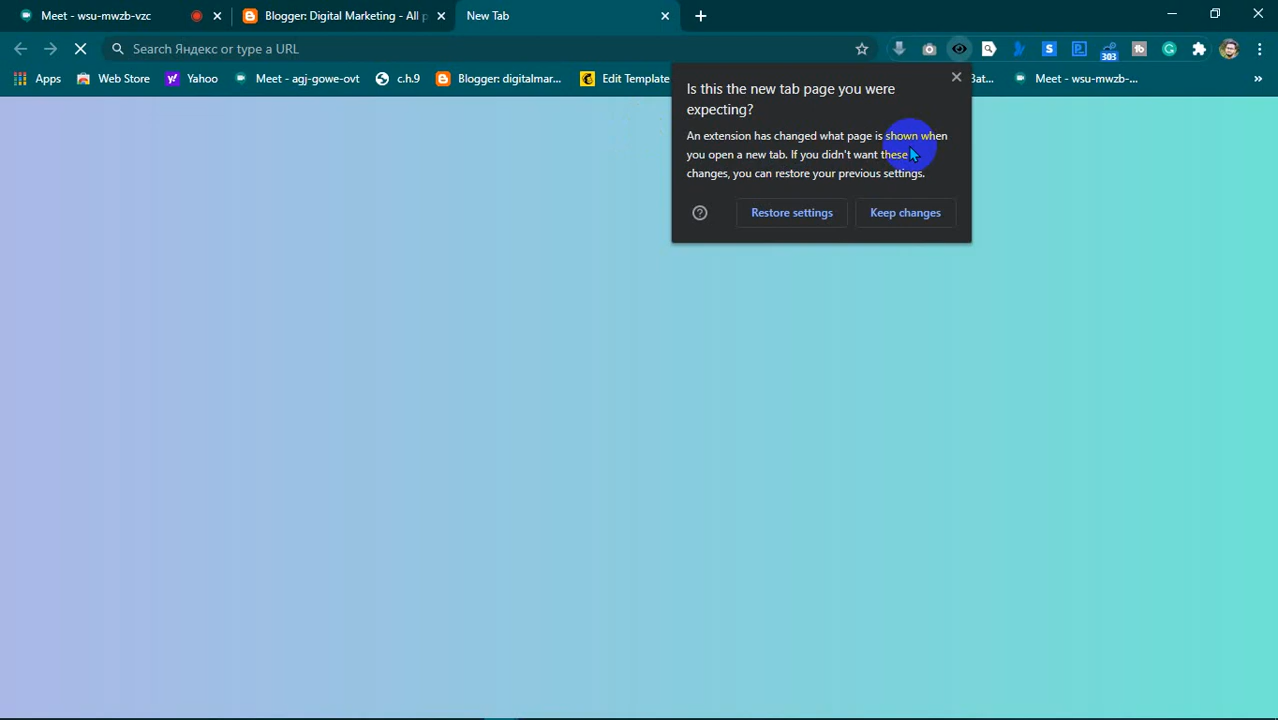 Meet - wsu-mwzb-vzc
Blogger: Digital Marketing - All p
New Tab
Search Яндекс or type a URL
303
Apps
Web Store
Yahoo
Meet - agj-gowe-ovt
c.h.9
Blogger: digitalmar...
Edit Template
Bat...
Meet - wsu-mwzb-...
»
Is this the new tab page you were
expecting?
An extension has changed what page is shown when
you open a new tab. If you didn't want these
changes, you can restore your previous settings.
Restore settings
Keep changes